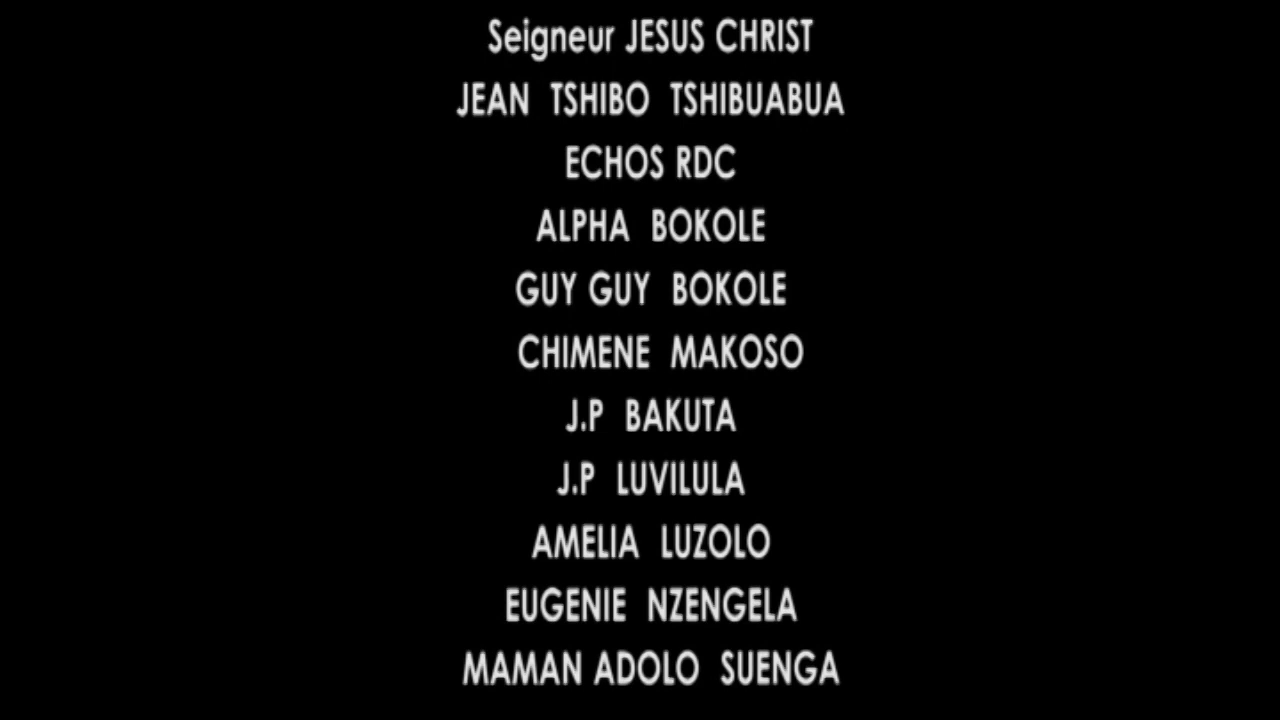 Seigneur JESUS CHRIST
JEAN TSHIBO TSHIBUABUA
ECHOS RDC
ALPHA BOKOLE
GUY GUY BOKOLE
CHIMENE MAKOSO
J.P BAKUTA
J.P LUVILULA
AMELIA LUZOLO
EUGENIE NZENGELA
MAMAN ADOLO SUENGA